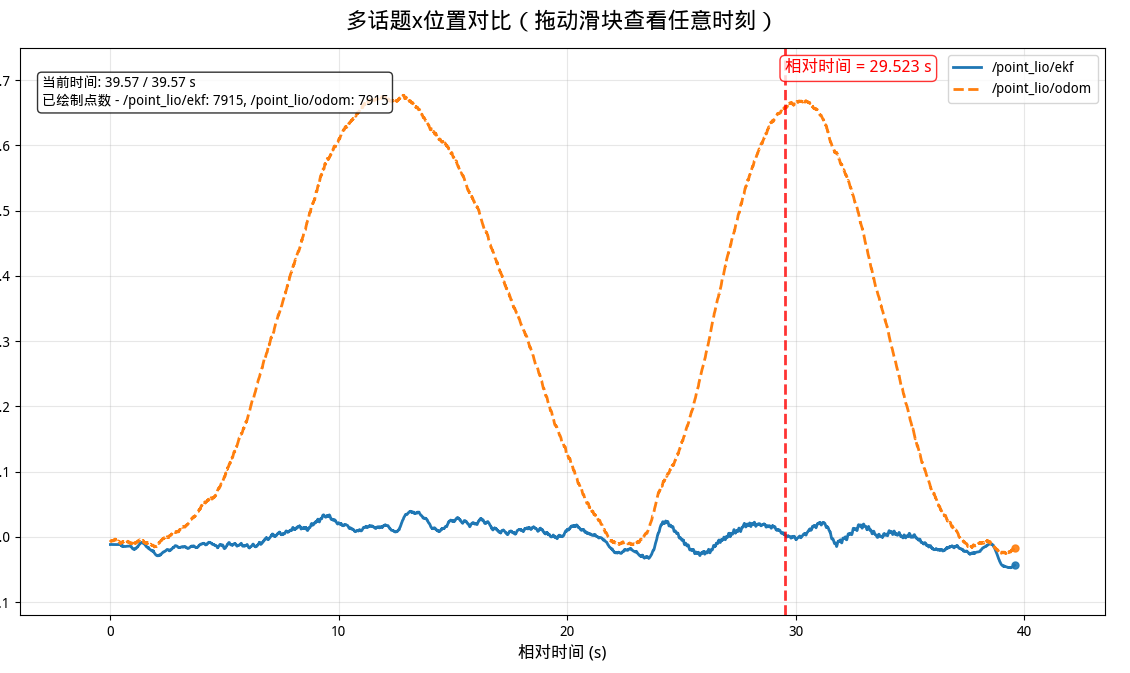 多话题x位置对比（拖动滑块查看任意时刻）
当前时间: 39.57 / 39.57 s
已绘制点数 - /point_lio/ekf: 7915, /point_lio/odom: 7915
相对时间 = 29.523 s
/point_lio/ekf
/point_lio/odom
.7
.6
.5
.4
.3
.2
.1
.0
.1
0 10 20 30 40
相对时间 (s)